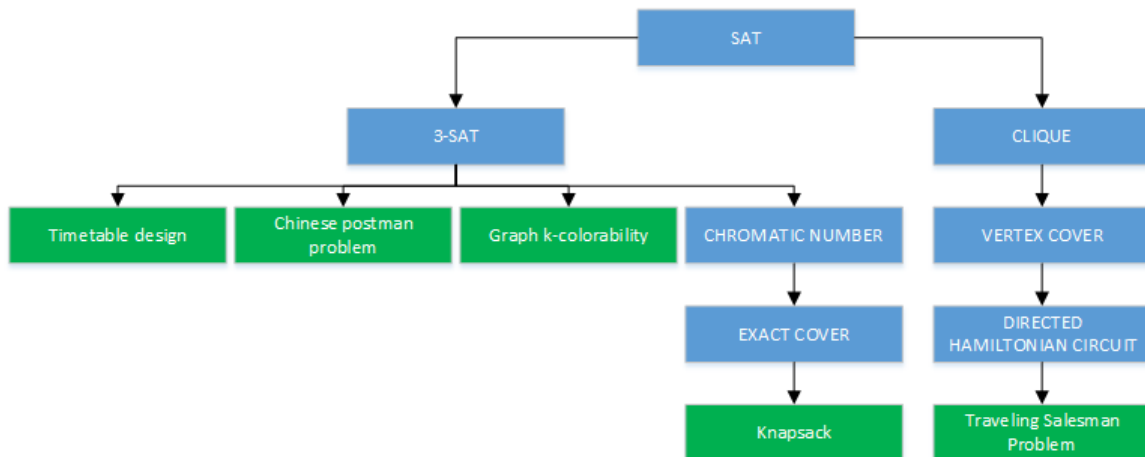 SAT
3-SAT
CLIQUE
Timetable design
Chinese postman
problem
Graph k-colorability
CHROMATIC NUMBER
VERTEX COVER
EXACT COVER
DIRECTED
HAMILTONIAN CIRCUIT
Knapsack
Traveling Salesman
Problem